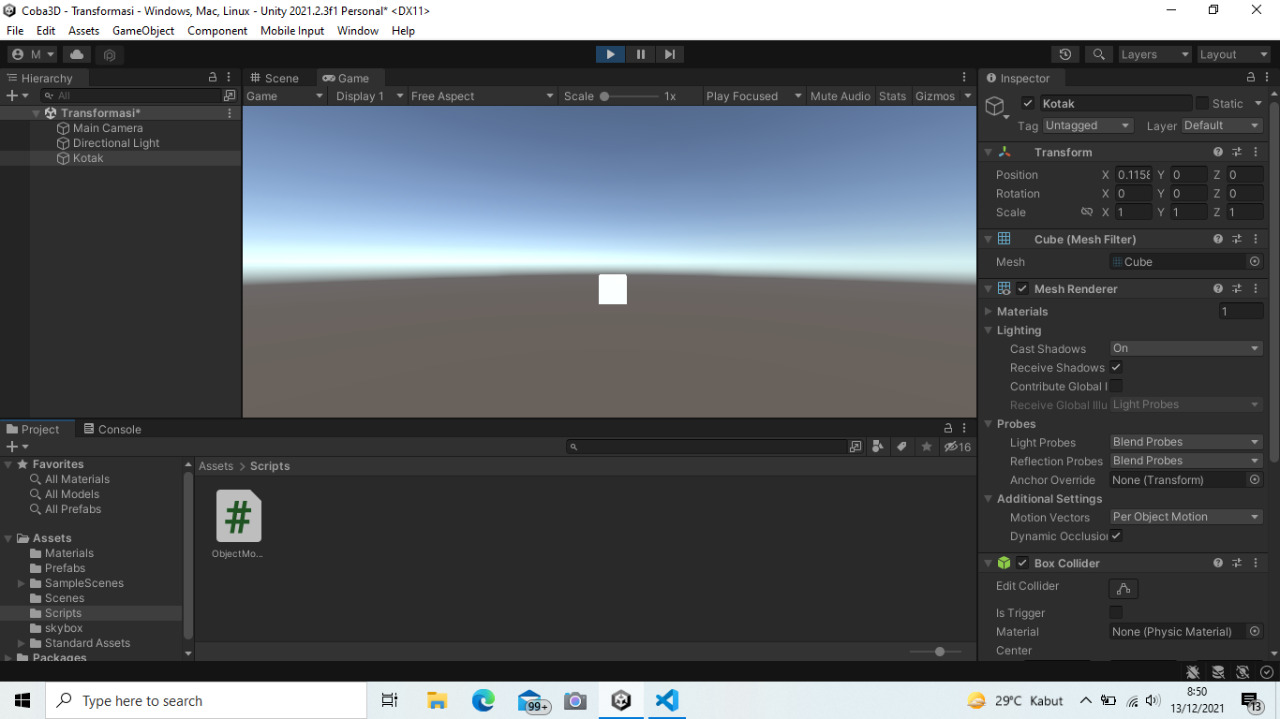 Coba3D - Transformasi - Windows, Mac, Linux - Unity 2021.2.3f1 Personal* <DX11>
File Edit Assets GameObject Component Mobile Input Window Help
M Layers Layout
Hierarchy
All
Transformasi*
Main Camera
Directional Light
Kotak
Scene Game
Game Display 1 Free Aspect Scale 1x Play Focused Mute Audio Stats Gizmos
Inspector
Kotak Static
Tag Untagged Layer Default
Transform
Position X 0.1158 Y 0 Z 0
Rotation X 0 Y 0 Z 0
Scale X 1 Y 1 Z 1
Cube (Mesh Filter)
Mesh Cube
Mesh Renderer
Materials 1
Lighting
Cast Shadows On
Receive Shadows
Contribute Global I
Receive Global Illu Light Probes
Probes
Light Probes Blend Probes
Reflection Probes Blend Probes
Anchor Override None (Transform)
Additional Settings
Motion Vectors Per Object Motion
Dynamic Occlusion
Box Collider
Edit Collider
Is Trigger
Material None (Physic Material)
Center
Project Console
16
Favorites
All Materials
All Models
All Prefabs
Assets
Materials
Prefabs
SampleScenes
Scenes
Scripts
skybox
Standard Assets
Packages
Assets > Scripts
#
ObjectMo...
Type here to search
99+
29°C Kabut
8:50
13/12/2021
13